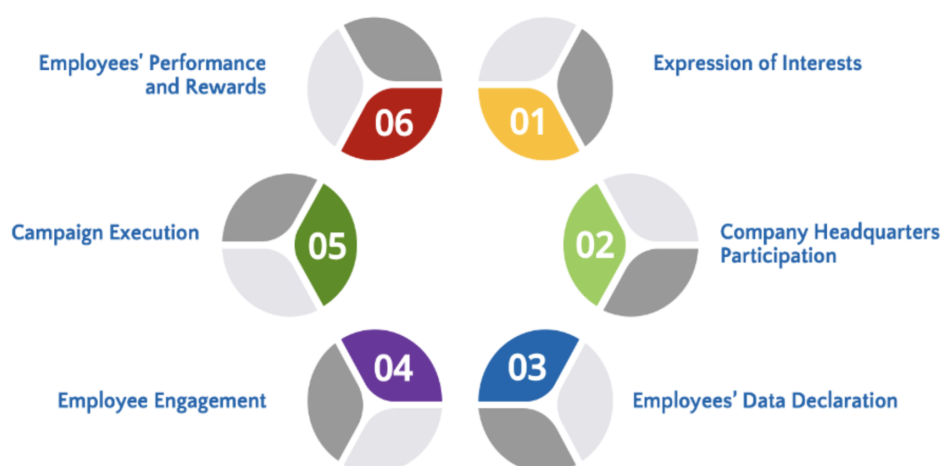 01
Expression of Interests
02
Company Headquarters
Participation
03
Employees' Data Declaration
04
Employee Engagement
05
Campaign Execution
06
Employees' Performance
and Rewards